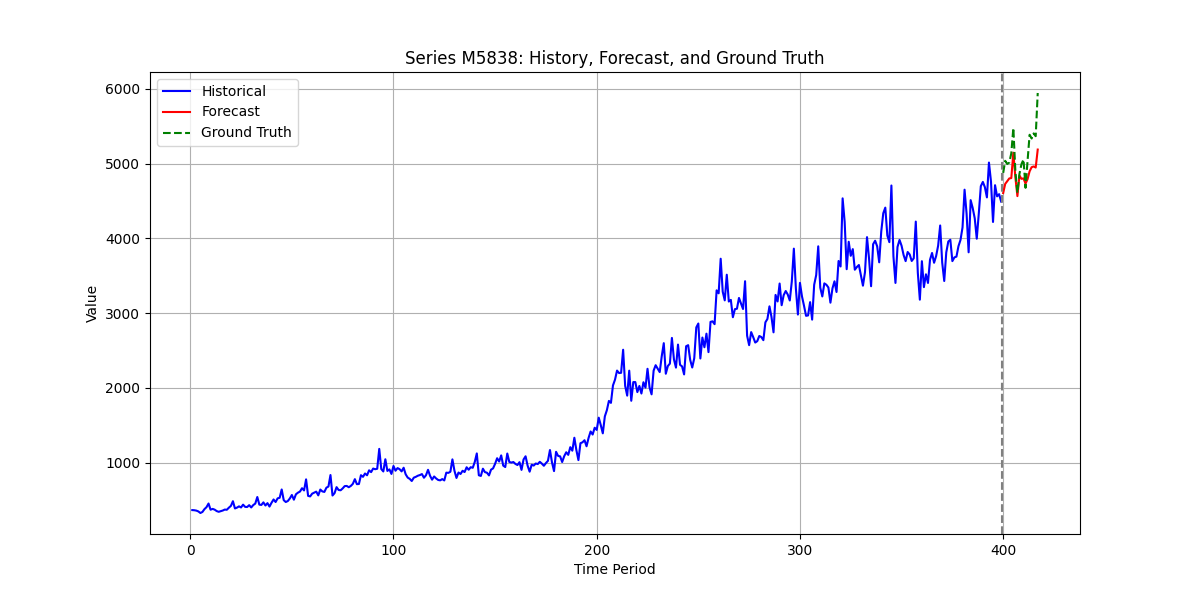 Series M5838: History, Forecast, and Ground Truth
Historical
Forecast
Ground Truth
6000
5000
4000
3000
2000
1000
Value
0
100
200
300
400
Time Period